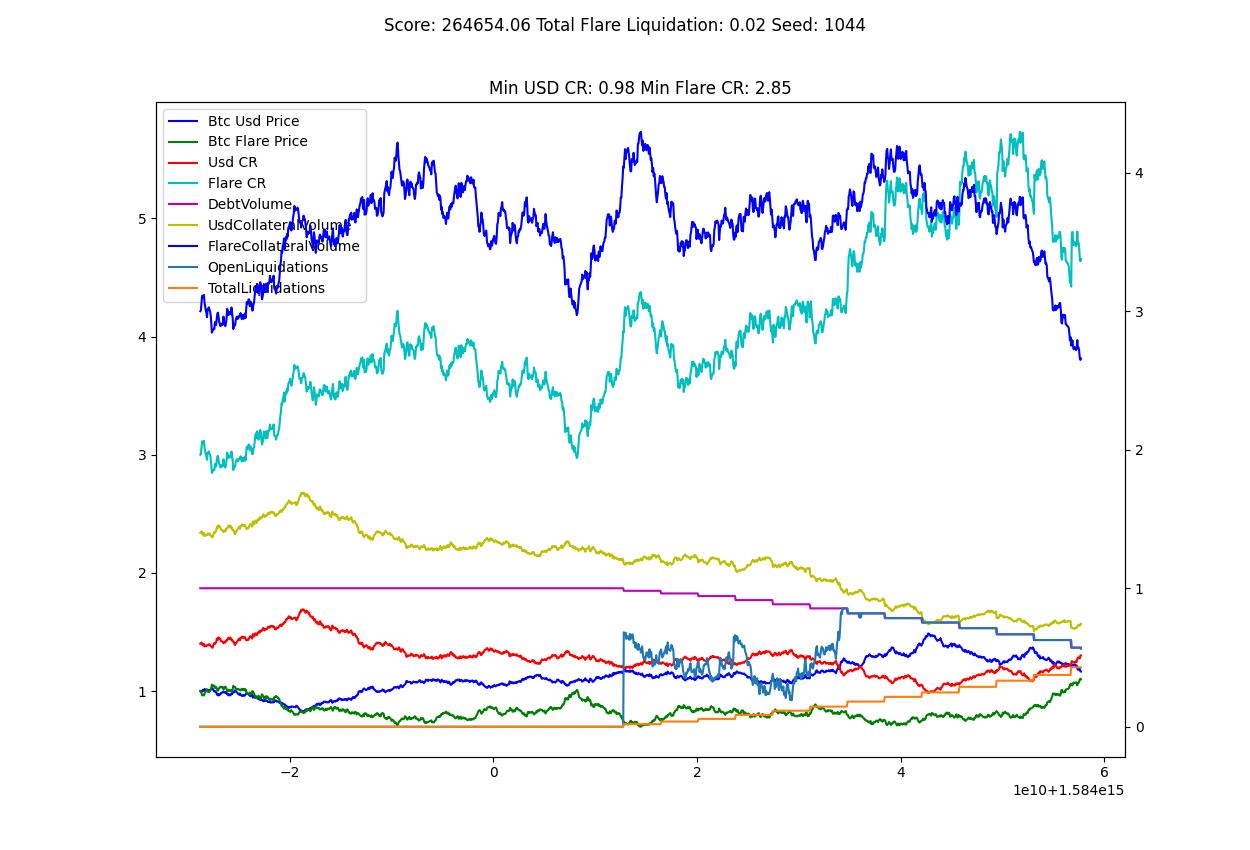 Score: 264654.06 Total Flare Liquidation: 0.02 Seed: 1044
Min USD CR: 0.98 Min Flare CR: 2.85
Btc Usd Price
Btc Flare Price
Usd CR
Flare CR
DebtVolume
UsdCollateralVolume
FlareCollateralVolume
OpenLiquidations
TotalLiquidations
5
4
3
2
1
4
3
2
1
0
−2
0
2
4
6
1e10+1.584e15